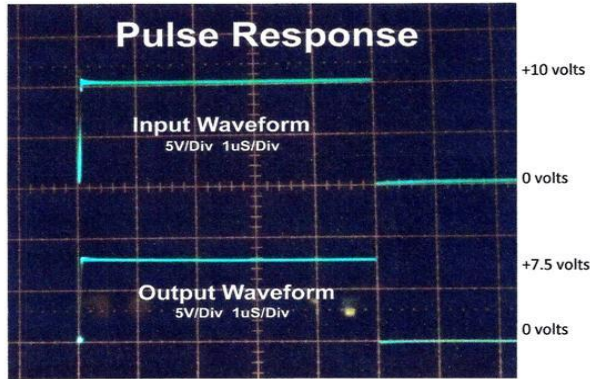 Pulse Response
+10 volts
Input Waveform
5V/Div 1uS/Div
0 volts
+7.5 volts
Output Waveform
5V/Div 1uS/Div
0 volts